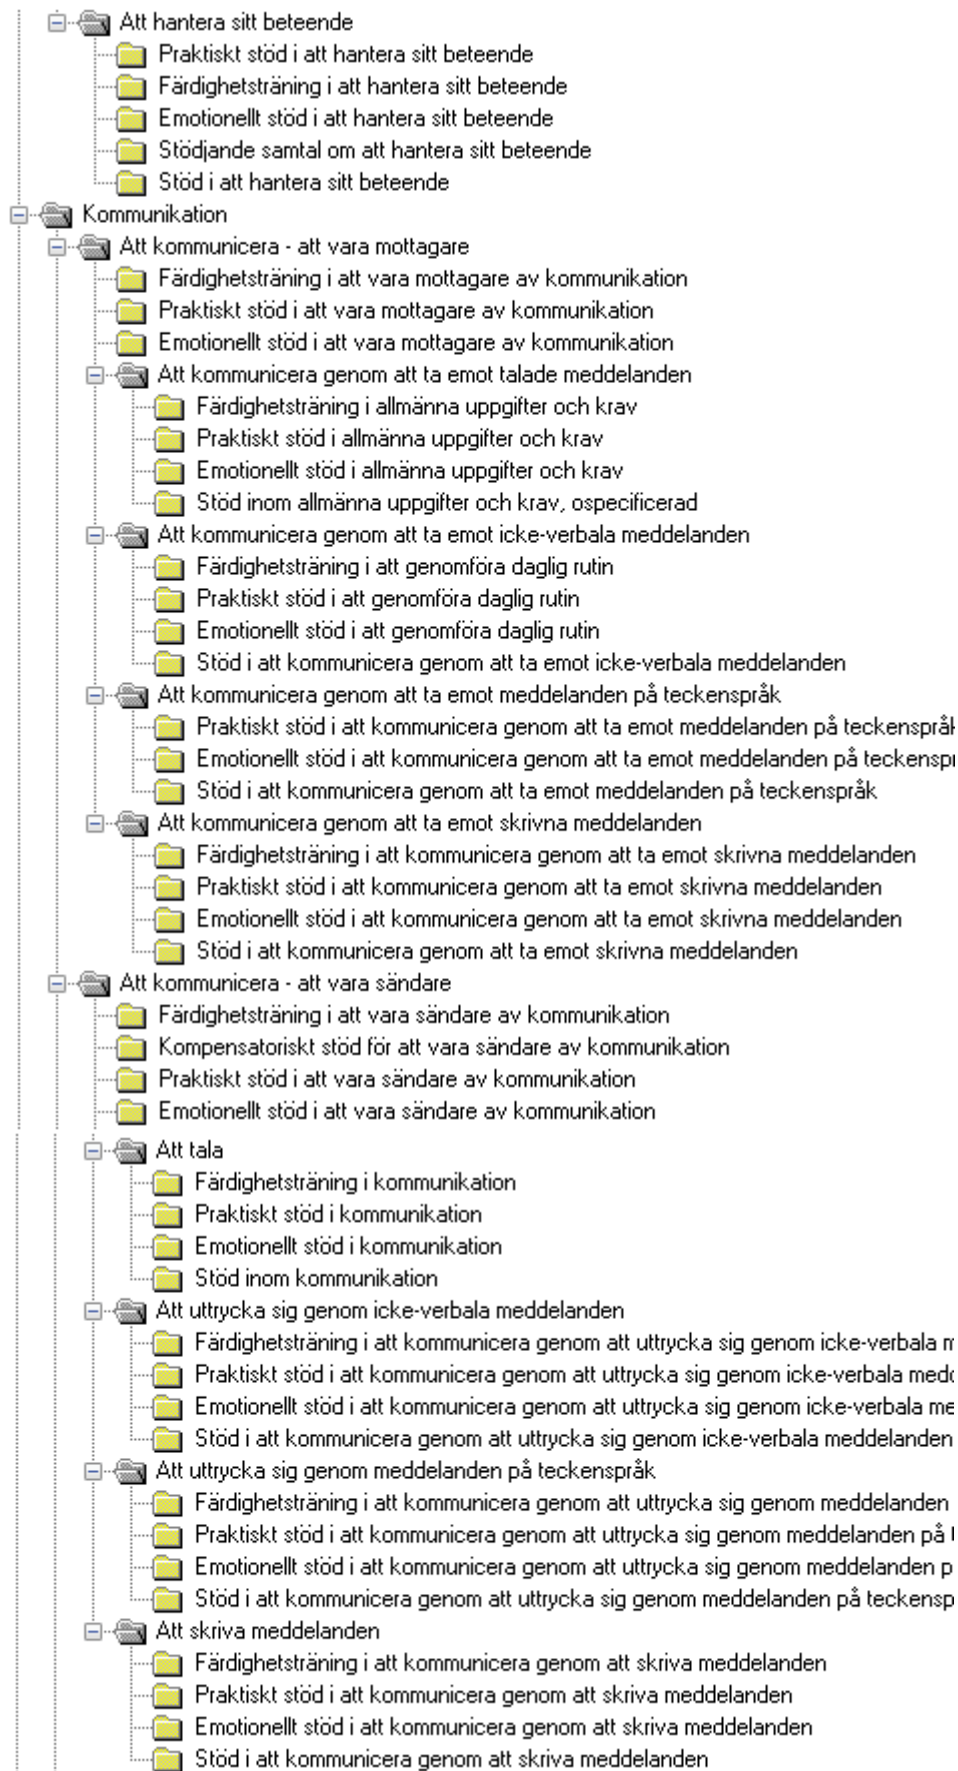 Att hantera sitt beteende
Praktiskt stöd i att hantera sitt beteende
Färdighetsträning i att hantera sitt beteende
Emotionellt stöd i att hantera sitt beteende
Stödjande samtal om att hantera sitt beteende
Stöd i att hantera sitt beteende
Kommunikation
Att kommunicera - att vara mottagare
Färdighetsträning i att vara mottagare av kommunikation
Praktiskt stöd i att vara mottagare av kommunikation
Emotionellt stöd i att vara mottagare av kommunikation
Att kommunicera genom att ta emot talade meddelanden
Färdighetsträning i allmänna uppgifter och krav
Praktiskt stöd i allmänna uppgifter och krav
Emotionellt stöd i allmänna uppgifter och krav
Stöd inom allmänna uppgifter och krav, ospecificerad
Att kommunicera genom att ta emot icke-verbala meddelanden
Färdighetsträning i att genomföra daglig rutin
Praktiskt stöd i att genomföra daglig rutin
Emotionellt stöd i att genomföra daglig rutin
Stöd i att kommunicera genom att ta emot icke-verbala meddelanden
Att kommunicera genom att ta emot meddelanden på teckenspråk
Praktiskt stöd i att kommunicera genom att ta emot meddelanden på teckenspråk
Emotionellt stöd i att kommunicera genom att ta emot meddelanden på teckenspr
Stöd i att kommunicera genom att ta emot meddelanden på teckenspråk
Att kommunicera genom att ta emot skrivna meddelanden
Färdighetsträning i att kommunicera genom att ta emot skrivna meddelanden
Praktiskt stöd i att kommunicera genom att ta emot skrivna meddelanden
Emotionellt stöd i att kommunicera genom att ta emot skrivna meddelanden
Stöd i att kommunicera genom att ta emot skrivna meddelanden
Att kommunicera - att vara sändare
Färdighetsträning i att vara sändare av kommunikation
Kompensatoriskt stöd för att vara sändare av kommunikation
Praktiskt stöd i att vara sändare av kommunikation
Emotionellt stöd i att vara sändare av kommunikation
Att tala
Färdighetsträning i kommunikation
Praktiskt stöd i kommunikation
Emotionellt stöd i kommunikation
Stöd inom kommunikation
Att uttrycka sig genom icke-verbala meddelanden
Färdighetsträning i att kommunicera genom att uttrycka sig genom icke-verbala
Praktiskt stöd i att kommunicera genom att uttrycka sig genom icke-verbala med
Emotionellt stöd i att kommunicera genom att uttrycka sig genom icke-verbala me
Stöd i att kommunicera genom att uttrycka sig genom icke-verbala meddelanden
Att uttrycka sig genom meddelanden på teckenspråk
Färdighetsträning i att kommunicera genom att uttrycka sig genom meddelanden
Praktiskt stöd i att kommunicera genom att uttrycka sig genom meddelanden på
Emotionellt stöd i att kommunicera genom att uttrycka sig genom meddelanden p
Stöd i att kommunicera genom att uttrycka sig genom meddelanden på teckensp
Att skriva meddelanden
Färdighetsträning i att kommunicera genom att skriva meddelanden
Praktiskt stöd i att kommunicera genom att skriva meddelanden
Emotionellt stöd i att kommunicera genom att skriva meddelanden
Stöd i att kommunicera genom att skriva meddelanden